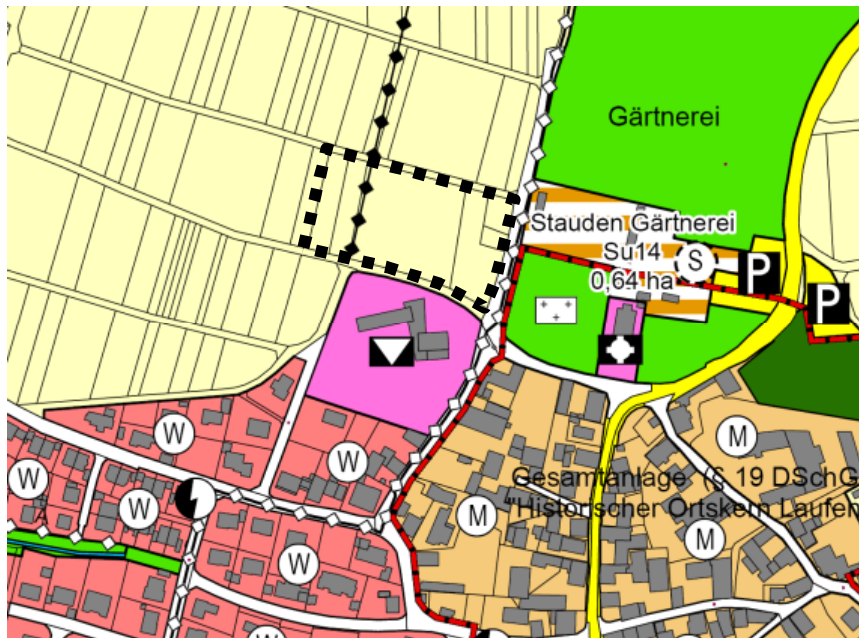 Gärtnerei
Stauden Gärtnerei
Su14
0,64 ha
S
P
P
W
M
W
W
W
Gesamtanlage (§ 19 DSchG
"Historischer Ortskern Laufen
M
M
W
W